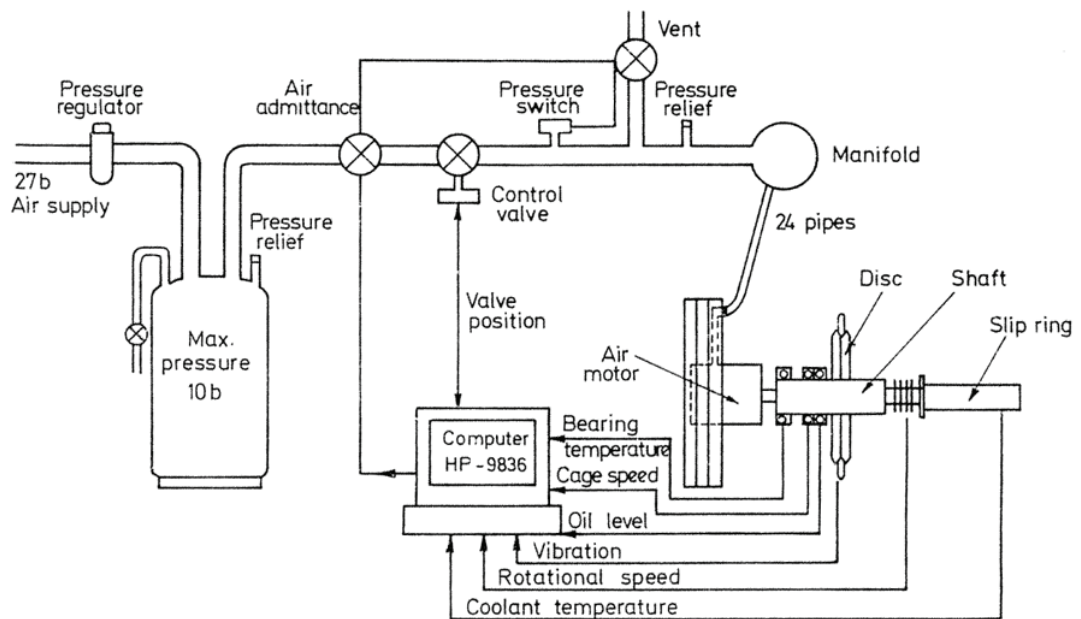 Vent
Pressure
regulator
Air
admittance
Pressure
switch
Pressure
relief
Manifold
27b
Air supply
Control
valve
24 pipes
Pressure
relief
Disc
Shaft
Valve
position
Slip ring
Max.
pressure
10b
Air
motor
Computer
HP-9836
Bearing
temperature
Cage speed
Oil level
Vibration
Rotational speed
Coolant temperature